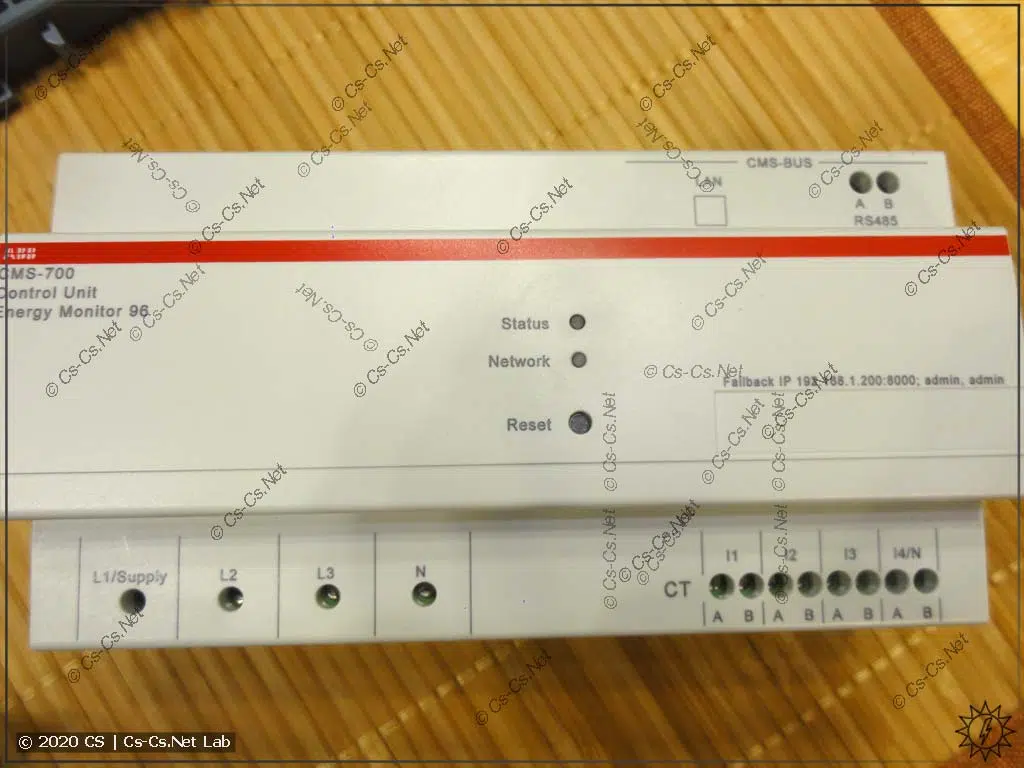 CMS-BUS
LAN
A B
RS485
ABB
CMS-700
Control Unit
Energy Monitor 96
Status
Network
Reset
Fallback IP 192.168.1.200:8000; admin, admin
L1/Supply L2 L3 N
CT
I1 I2 I3 I4/N
A B A B A B A B
© Cs-Cs.Net
© 2020 CS | Cs-Cs.Net Lab